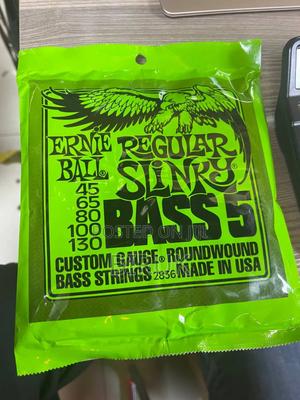 ERNIE BALL
REGULAR
SLINKY®
BASS 5
45
65
80
100
130
CUSTOM GAUGE® ROUNDWOUND
BASS STRINGS 2836 MADE IN USA